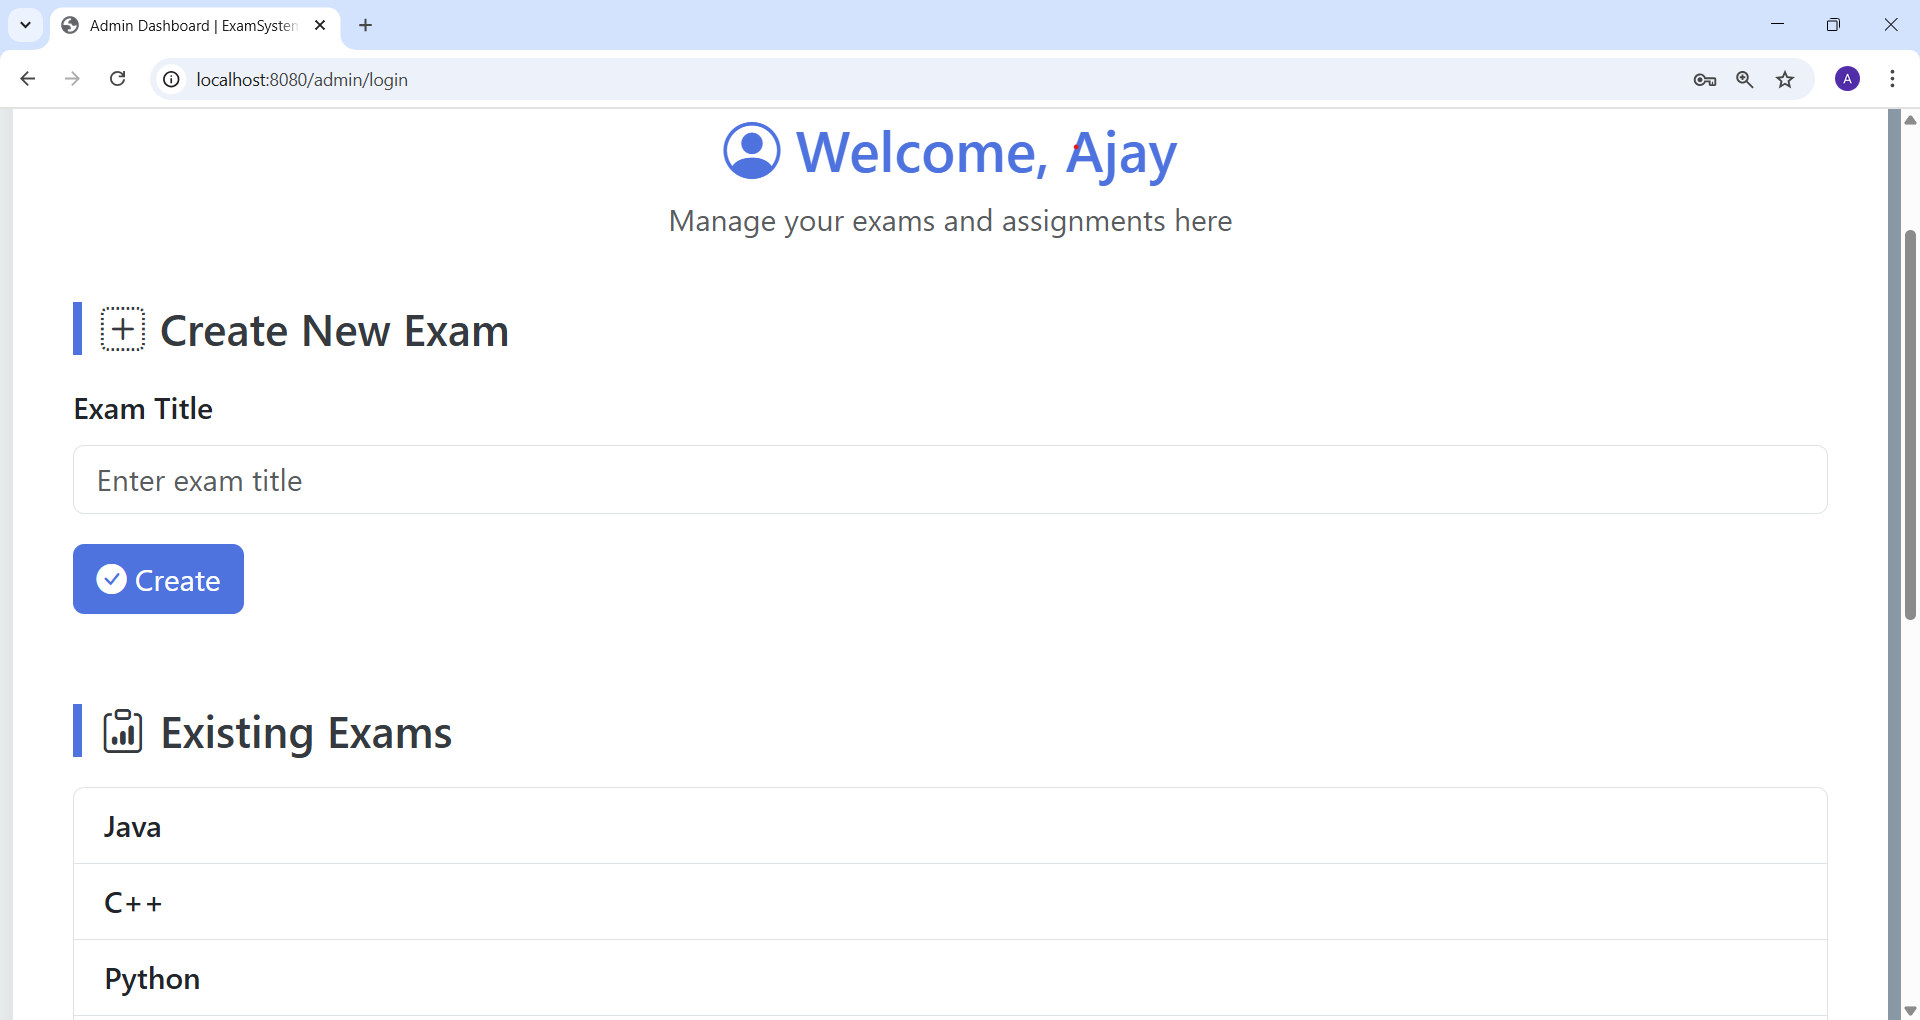 Admin Dashboard | ExamSystem
localhost:8080/admin/login
A
Welcome, Ajay
Manage your exams and assignments here
Create New Exam
Exam Title
Enter exam title
Create
Existing Exams
Java
C++
Python